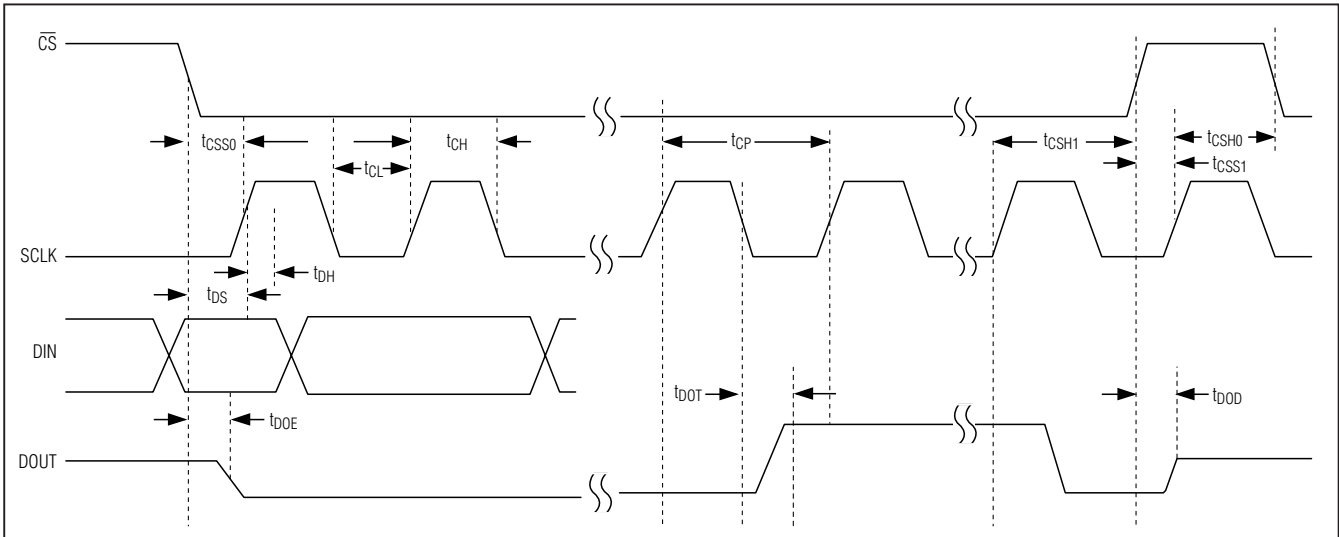 CS
tCSS0
tCH
tCL
tCP
tCSH1
tCSH0
tCSS1
SCLK
tDH
tDS
DIN
tDOT
tDOD
tDOE
DOUT